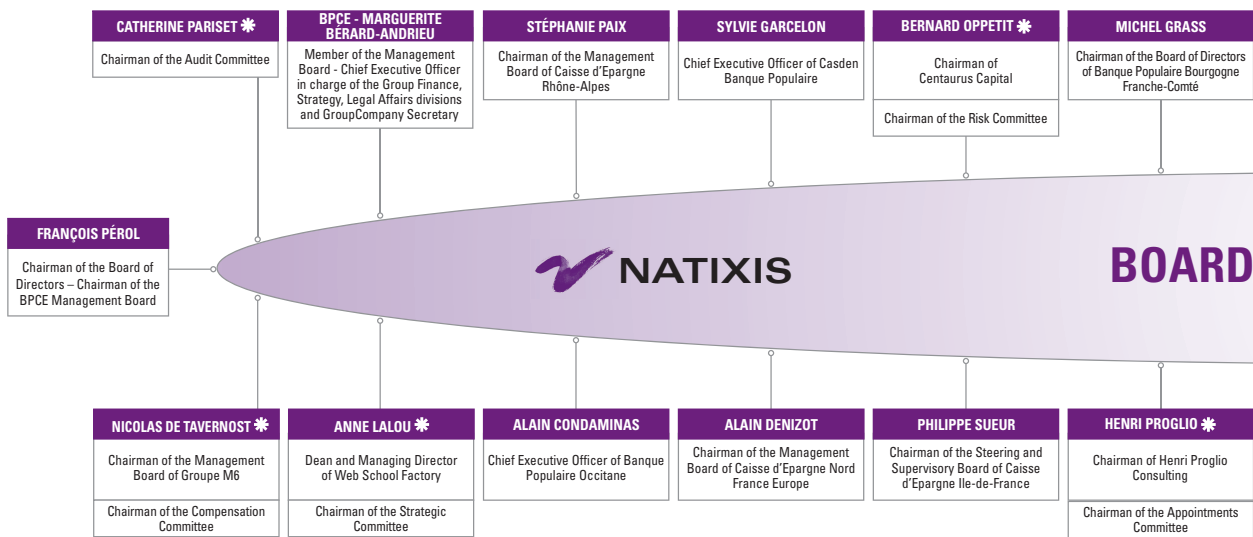 CATHERINE PARISET *
Chairman of the Audit Committee
BPCE - MARGUERITE
BÉRARD-ANDRIEU
Member of the Management
Board - Chief Executive Officer
in charge of the Group Finance,
Strategy, Legal Affairs divisions
and GroupCompany Secretary
STÉPHANIE PAIX
Chairman of the Management
Board of Caisse d'Epargne
Rhône-Alpes
SYLVIE GARCELON
Chief Executive Officer of Casden
Banque Populaire
BERNARD OPPETIT *
Chairman of
Centaurus Capital
Chairman of the Risk Committee
MICHEL GRASS
Chairman of the Board of Directors
of Banque Populaire Bourgogne
Franche-Comté
FRANÇOIS PÉROL
Chairman of the Board of
Directors – Chairman of the
BPCE Management Board
NATIXIS
BOARD
NICOLAS DE TAVERNOST *
Chairman of the Management
Board of Groupe M6
Chairman of the Compensation
Committee
ANNE LALOU *
Dean and Managing Director
of Web School Factory
Chairman of the Strategic
Committee
ALAIN CONDAMINAS
Chief Executive Officer of Banque
Populaire Occitane
ALAIN DENIZOT
Chairman of the Management
Board of Caisse d'Epargne Nord
France Europe
PHILIPPE SUEUR
Chairman of the Steering and
Supervisory Board of Caisse
d'Epargne Ile-de-France
HENRI PROGLIO *
Chairman of Henri Proglio
Consulting
Chairman of the Appointments
Committee